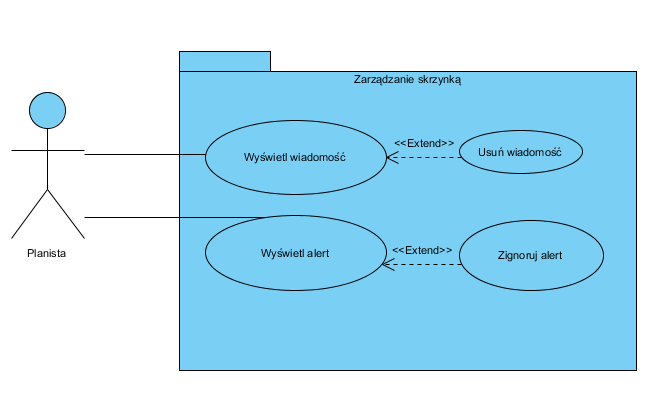 Zarządzanie skrzynką
Wyświetl wiadomość
<<Extend>>
Usuń wiadomość
Wyświetl alert
<<Extend>>
Zignoruj alert
Planista